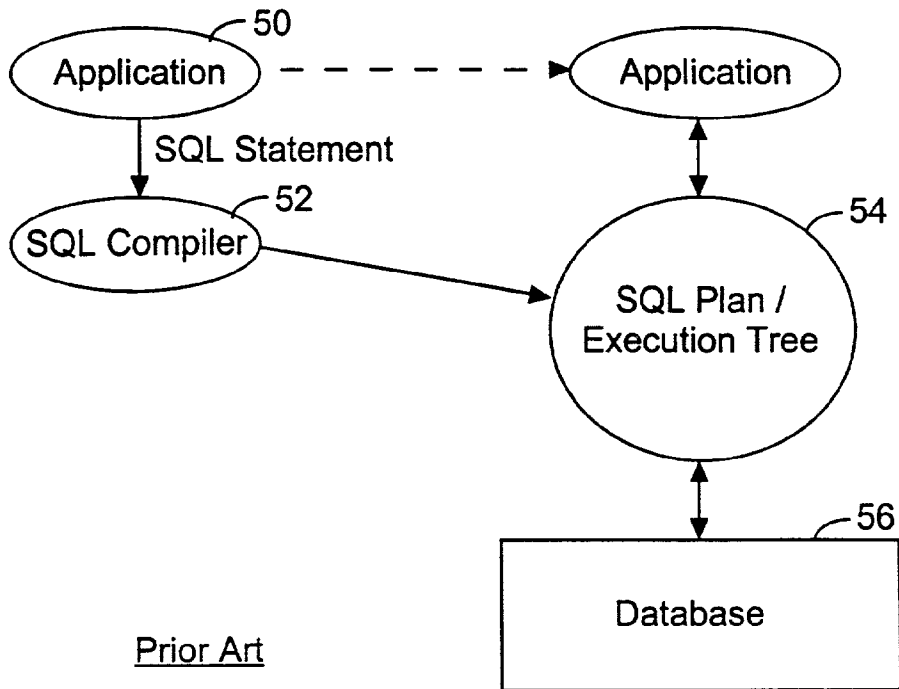 50
Application
Application
SQL Statement
52
SQL Compiler
54
SQL Plan /
Execution Tree
56
Database
Prior Art